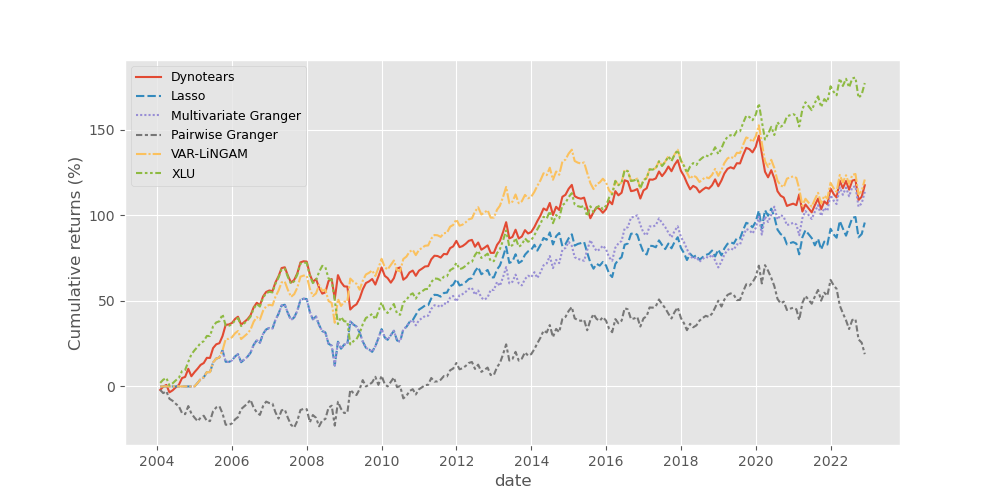 Dynotears
Lasso
Multivariate Granger
Pairwise Granger
VAR-LiNGAM
XLU
Cumulative returns (%)
150
100
50
0
2004 2006 2008 2010 2012 2014 2016 2018 2020 2022
date